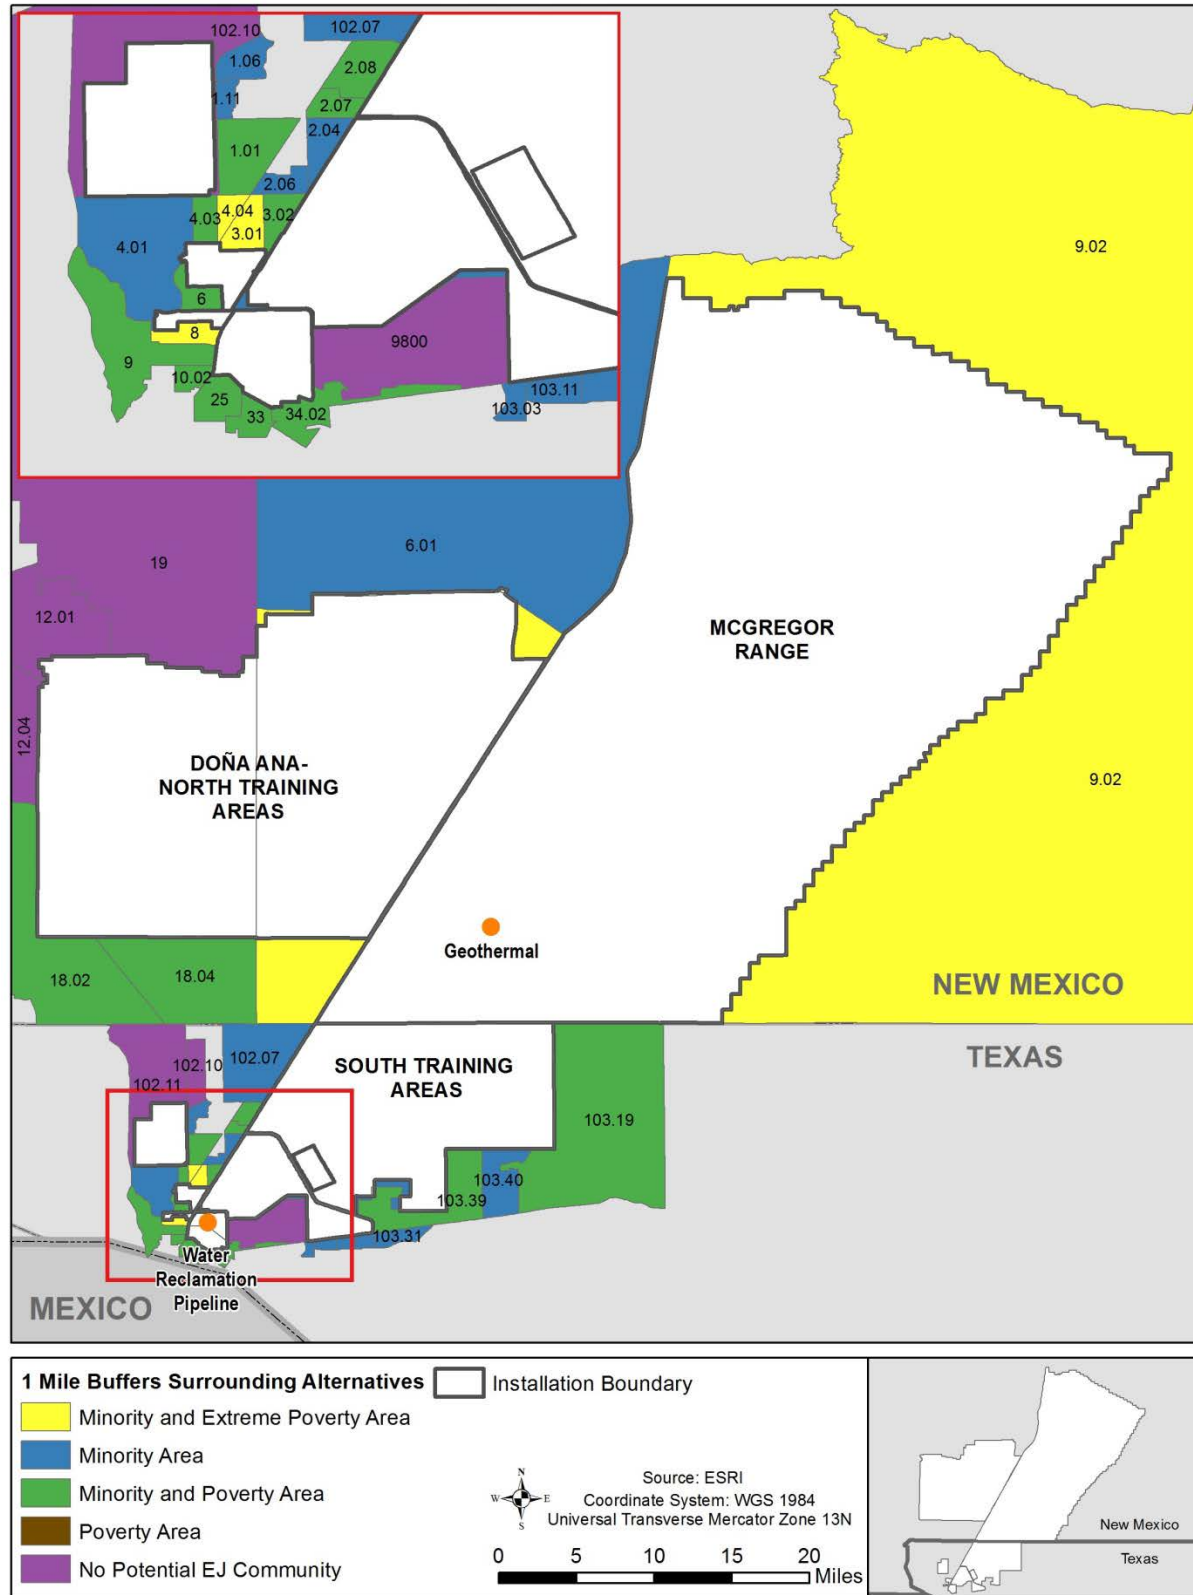 102.10
102.07
1.06
2.08
1.11
2.07
2.04
1.01
2.06
4.03
4.04
3.02
3.01
4.01
6
8
9
9800
10.02
25
33
34.02
103.11
103.03
9.02
6.01
19
12.01
MCGREGOR
RANGE
12.04
DOÑA ANA-
NORTH TRAINING
AREAS
9.02
Geothermal
18.02
18.04
NEW MEXICO
TEXAS
102.07
102.10
102.11
SOUTH TRAINING
AREAS
103.19
103.40
103.39
103.31
Water
Reclamation
Pipeline
MEXICO
1 Mile Buffers Surrounding Alternatives
Installation Boundary
Minority and Extreme Poverty Area
Minority Area
Minority and Poverty Area
Poverty Area
No Potential EJ Community
N
W
E
S
Source: ESRI
Coordinate System: WGS 1984
Universal Transverse Mercator Zone 13N
0 5 10 15 20
Miles
New Mexico
Texas